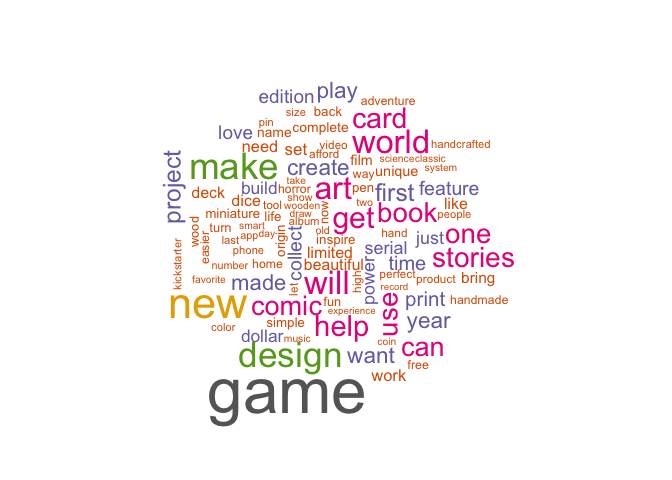 edition play
adventure
size back
pin
card
love name complete
world
need set video
afford
handcrafted
make create film
scienceclassic
system
project
way unique
take
build horror art pen first feature
deck dice
show
two
tool wooden now
get book like
miniature life draw
people
album
wood turn smart
origin
old
hand one
appday
last
inspire
serial just
easier
phone
collect limited
stories
number home
beautiful
power time
kickstarter
favorite made
let will high
perfect product bring
record
new comic fun
use print handmade
experience
simple help year
color
dollar music
coin
design want can
free
work
game